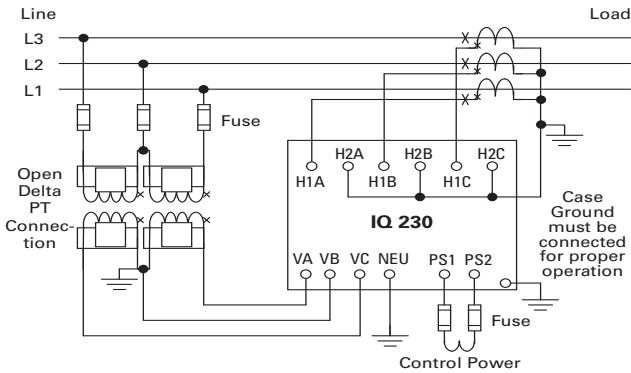 Line
Load
L3
L2
L1
Fuse
Open
Delta
PT
Connec-
tion
H2A H2B H2C
H1A H1B H1C
IQ 230
Case
Ground
must be
connected
for proper
operation
VA VB VC NEU PS1 PS2
Fuse
Control Power